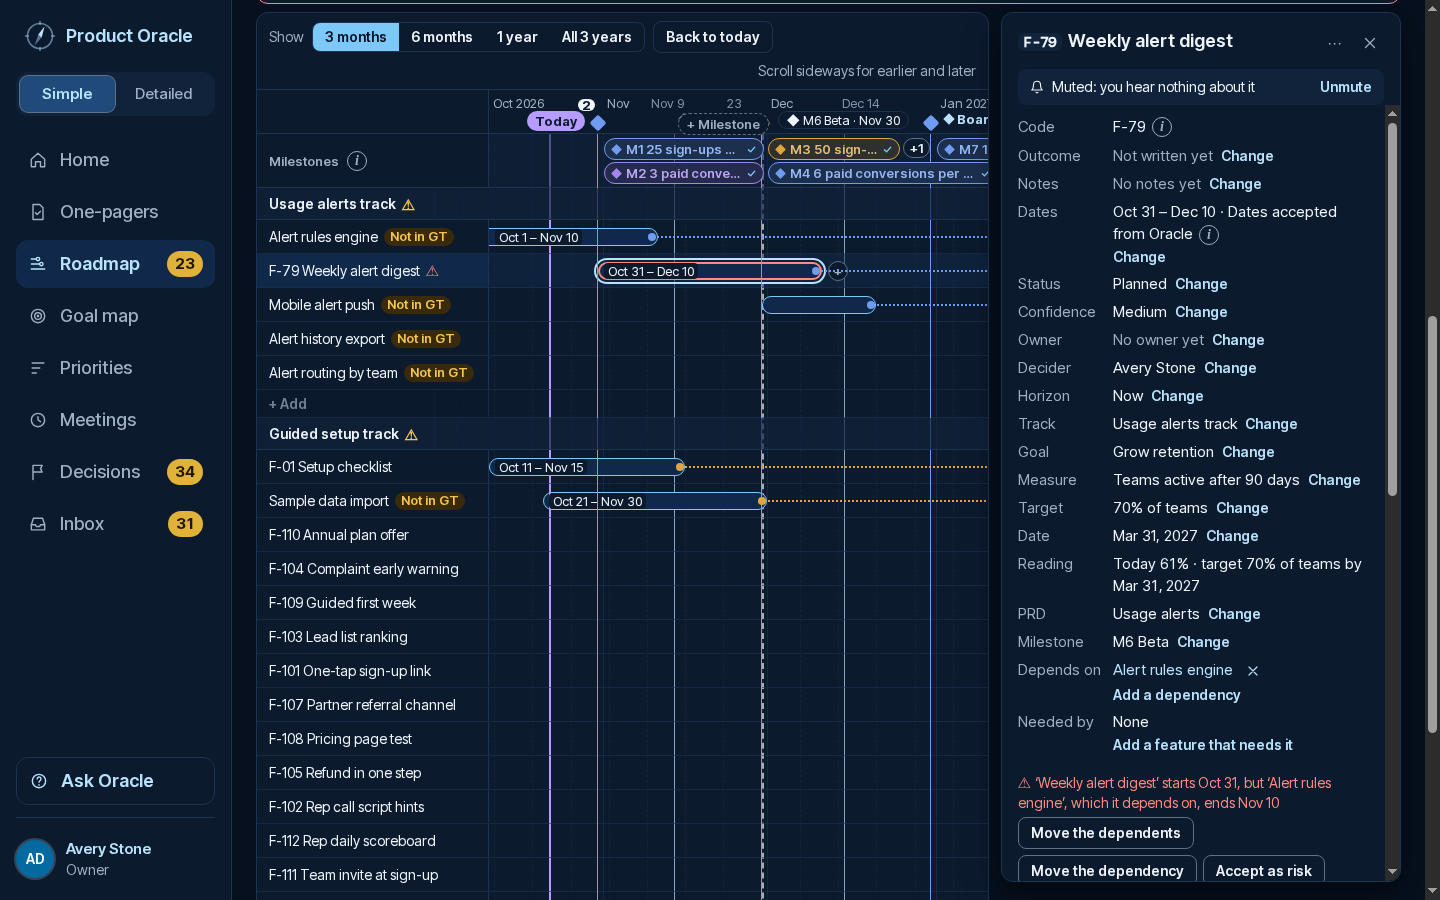 Product Oracle
Simple
Detailed
Home
One-pagers
Roadmap
23
Goal map
Priorities
Meetings
Decisions
34
Inbox
31
Ask Oracle
AD
Avery Stone
Owner
Show
3 months
6 months
1 year
All 3 years
Back to today
Scroll sideways for earlier and later
Oct 2026
2
Nov
Nov 9
23
Dec
Dec 14
Jan 2027
Today
+ Milestone
M6 Beta · Nov 30
Boar
Milestones
i
M1 25 sign-ups ...
M3 50 sign-...
+1
M7 1
M2 3 paid conve...
M4 6 paid conversions per ...
Usage alerts track
Alert rules engine
Not in GT
Oct 1 – Nov 10
F-79 Weekly alert digest
Oct 31 – Dec 10
Mobile alert push
Not in GT
Alert history export
Not in GT
Alert routing by team
Not in GT
+ Add
Guided setup track
F-01 Setup checklist
Oct 11 – Nov 15
Sample data import
Not in GT
Oct 21 – Nov 30
F-110 Annual plan offer
F-104 Complaint early warning
F-109 Guided first week
F-103 Lead list ranking
F-101 One-tap sign-up link
F-107 Partner referral channel
F-108 Pricing page test
F-105 Refund in one step
F-102 Rep call script hints
F-112 Rep daily scoreboard
F-111 Team invite at sign-up
F-79 Weekly alert digest
Muted: you hear nothing about it
Unmute
Code
F-79
i
Outcome
Not written yet
Change
Notes
No notes yet
Change
Dates
Oct 31 – Dec 10 · Dates accepted
from Oracle
i
Change
Status
Planned
Change
Confidence
Medium
Change
Owner
No owner yet
Change
Decider
Avery Stone
Change
Horizon
Now
Change
Track
Usage alerts track
Change
Goal
Grow retention
Change
Measure
Teams active after 90 days
Change
Target
70% of teams
Change
Date
Mar 31, 2027
Change
Reading
Today 61% · target 70% of teams by
Mar 31, 2027
PRD
Usage alerts
Change
Milestone
M6 Beta
Change
Depends on
Alert rules engine
Add a dependency
Needed by
None
Add a feature that needs it
‘Weekly alert digest’ starts Oct 31, but ‘Alert rules
engine’, which it depends on, ends Nov 10
Move the dependents
Move the dependency
Accept as risk